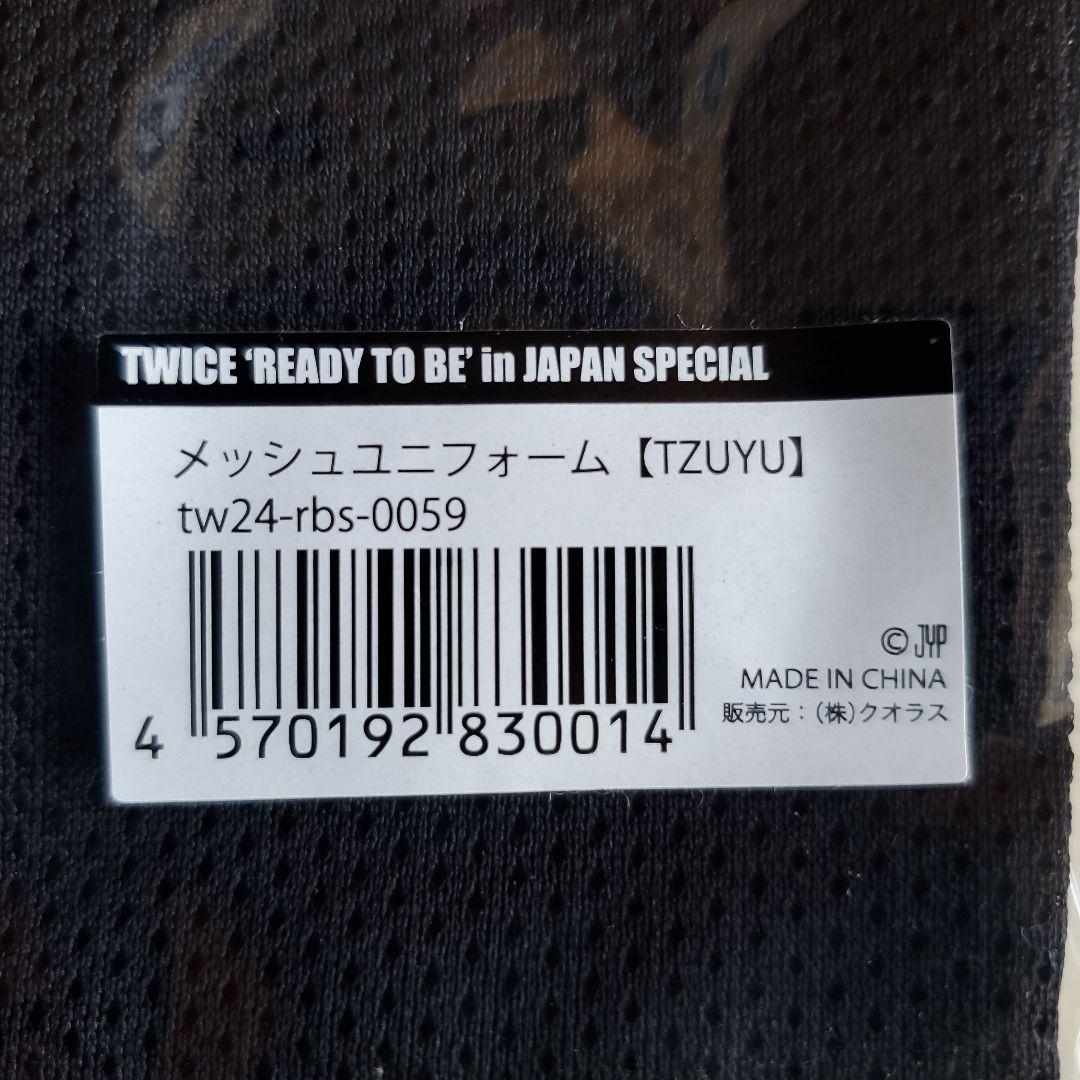 TWICE ‘READY TO BE’ in JAPAN SPECIAL
メッシュユニフォーム【TZUYU】
tw24-rbs-0059
4 570192 830014
© JYP
MADE IN CHINA
販売元：(株)クオラス